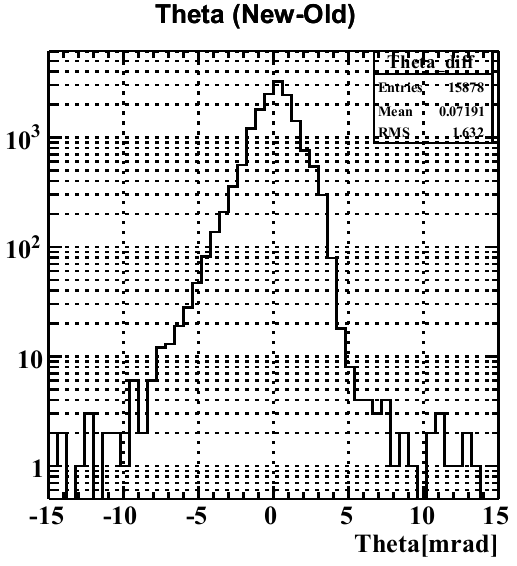 Theta (New-Old)
Theta_diff
Entries 15878
Mean 0.07191
RMS 1.632
10³
10²
10
1
-15 -10 -5 0 5 10 15
Theta[mrad]